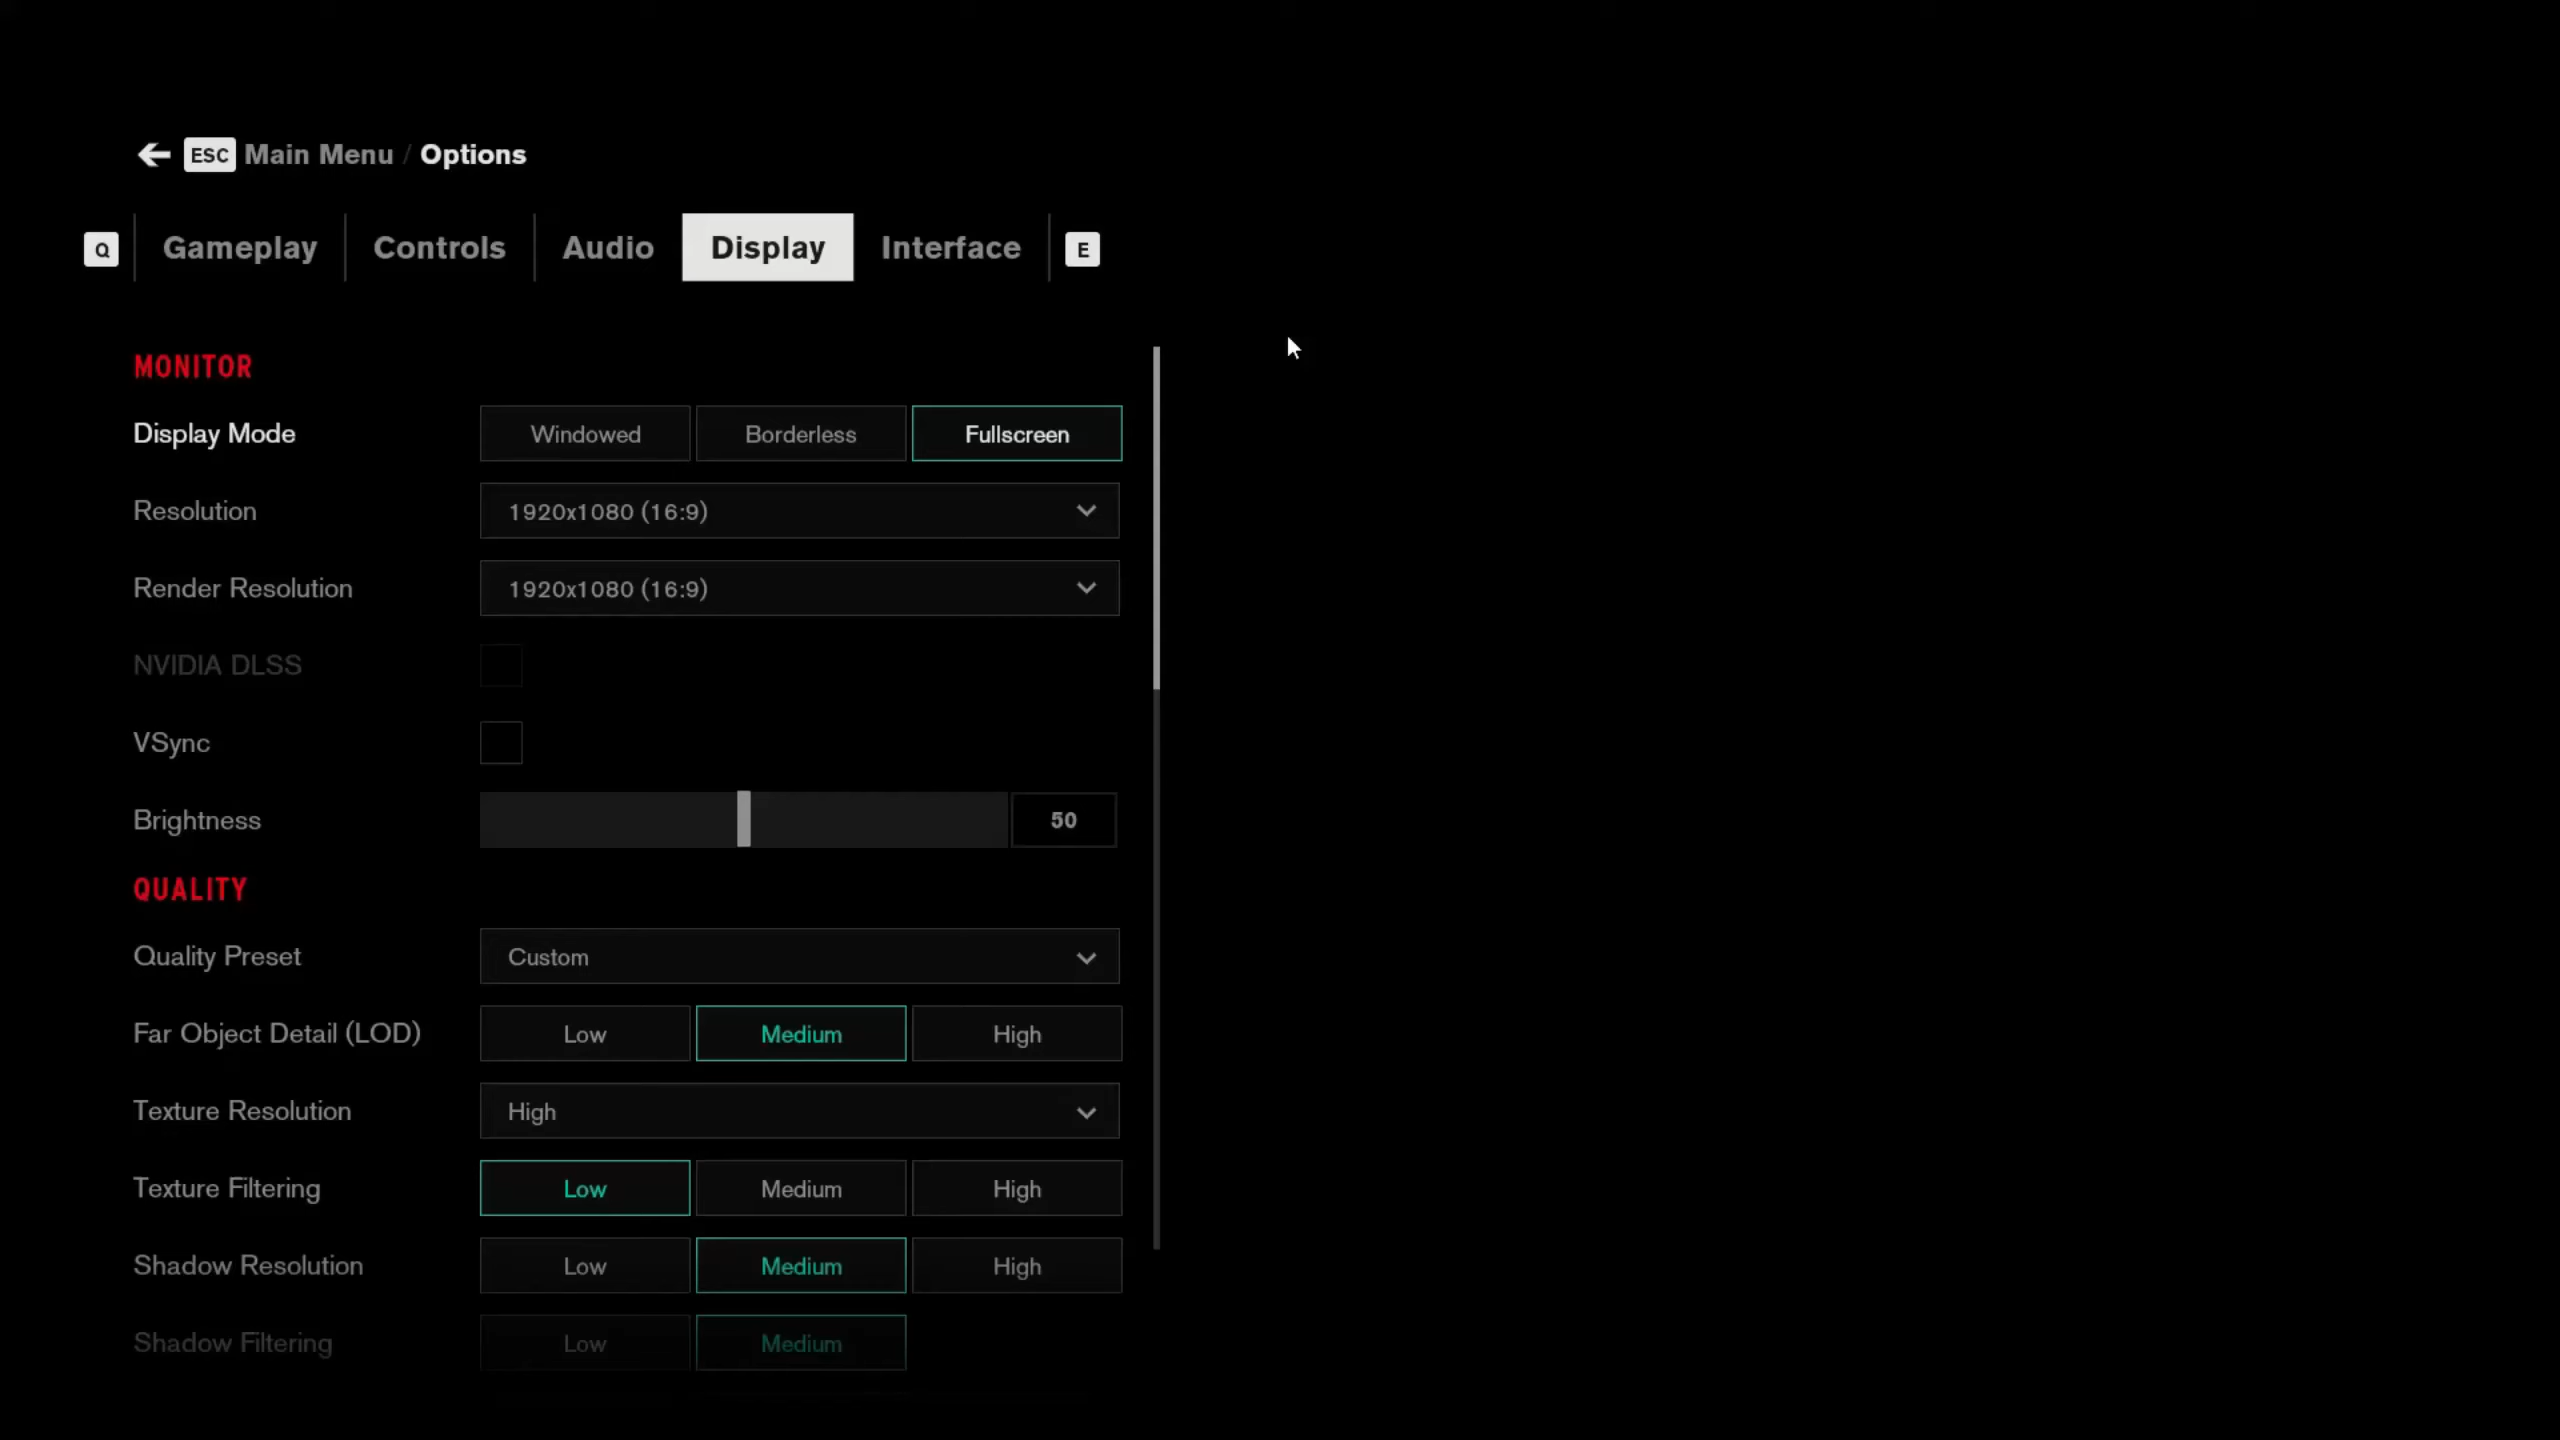 ESC Main Menu / Options
Q Gameplay Controls Audio Display Interface E
MONITOR
Display Mode Windowed Borderless Fullscreen
Resolution 1920x1080 (16:9)
Render Resolution 1920x1080 (16:9)
NVIDIA DLSS
VSync
Brightness 50
QUALITY
Quality Preset Custom
Far Object Detail (LOD) Low Medium High
Texture Resolution High
Texture Filtering Low Medium High
Shadow Resolution Low Medium High
Shadow Filtering Low Medium